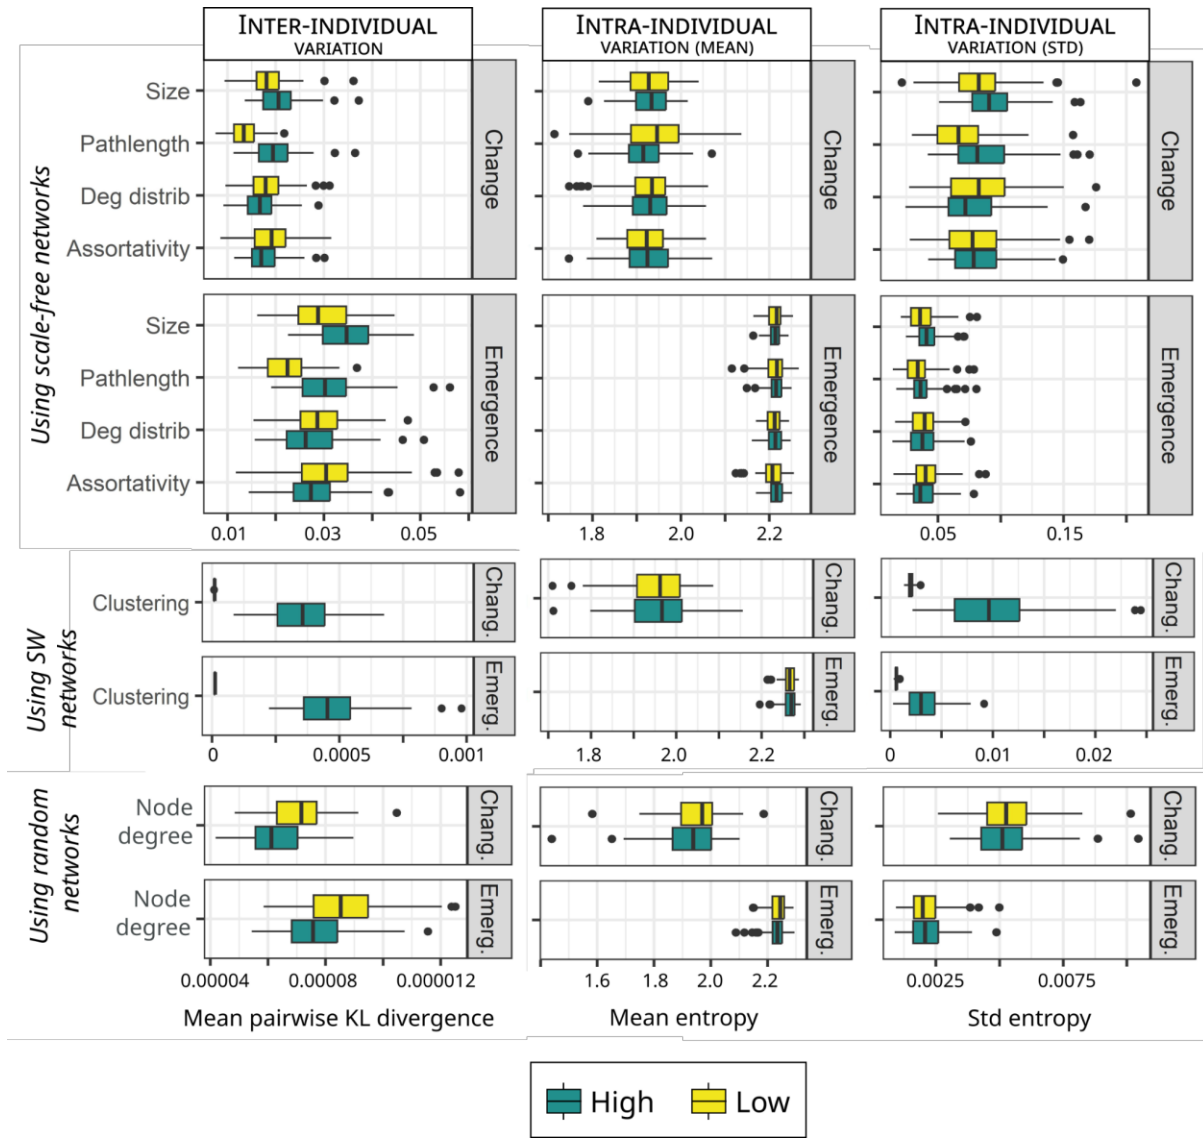 INTER-INDIVIDUAL
VARIATION
INTRA-INDIVIDUAL
VARIATION (MEAN)
INTRA-INDIVIDUAL
VARIATION (STD)
Using scale-free networks
Size
Pathlength
Deg distrib
Assortativity
Change
Change
Change
Size
Pathlength
Deg distrib
Assortativity
Emergence
Emergence
Emergence
0.01 0.03 0.05
1.8 2.0 2.2
0.05 0.15
Using SW
networks
Clustering
Chang.
Chang.
Chang.
Clustering
Emerg.
Emerg.
Emerg.
0 0.0005 0.001
1.8 2.0 2.2
0 0.01 0.02
Using random
networks
Node
degree
Chang.
Chang.
Chang.
Node
degree
Emerg.
Emerg.
Emerg.
0.00004 0.00008 0.000012
1.6 1.8 2.0 2.2
0.0025 0.0075
Mean pairwise KL divergence
Mean entropy
Std entropy
High Low